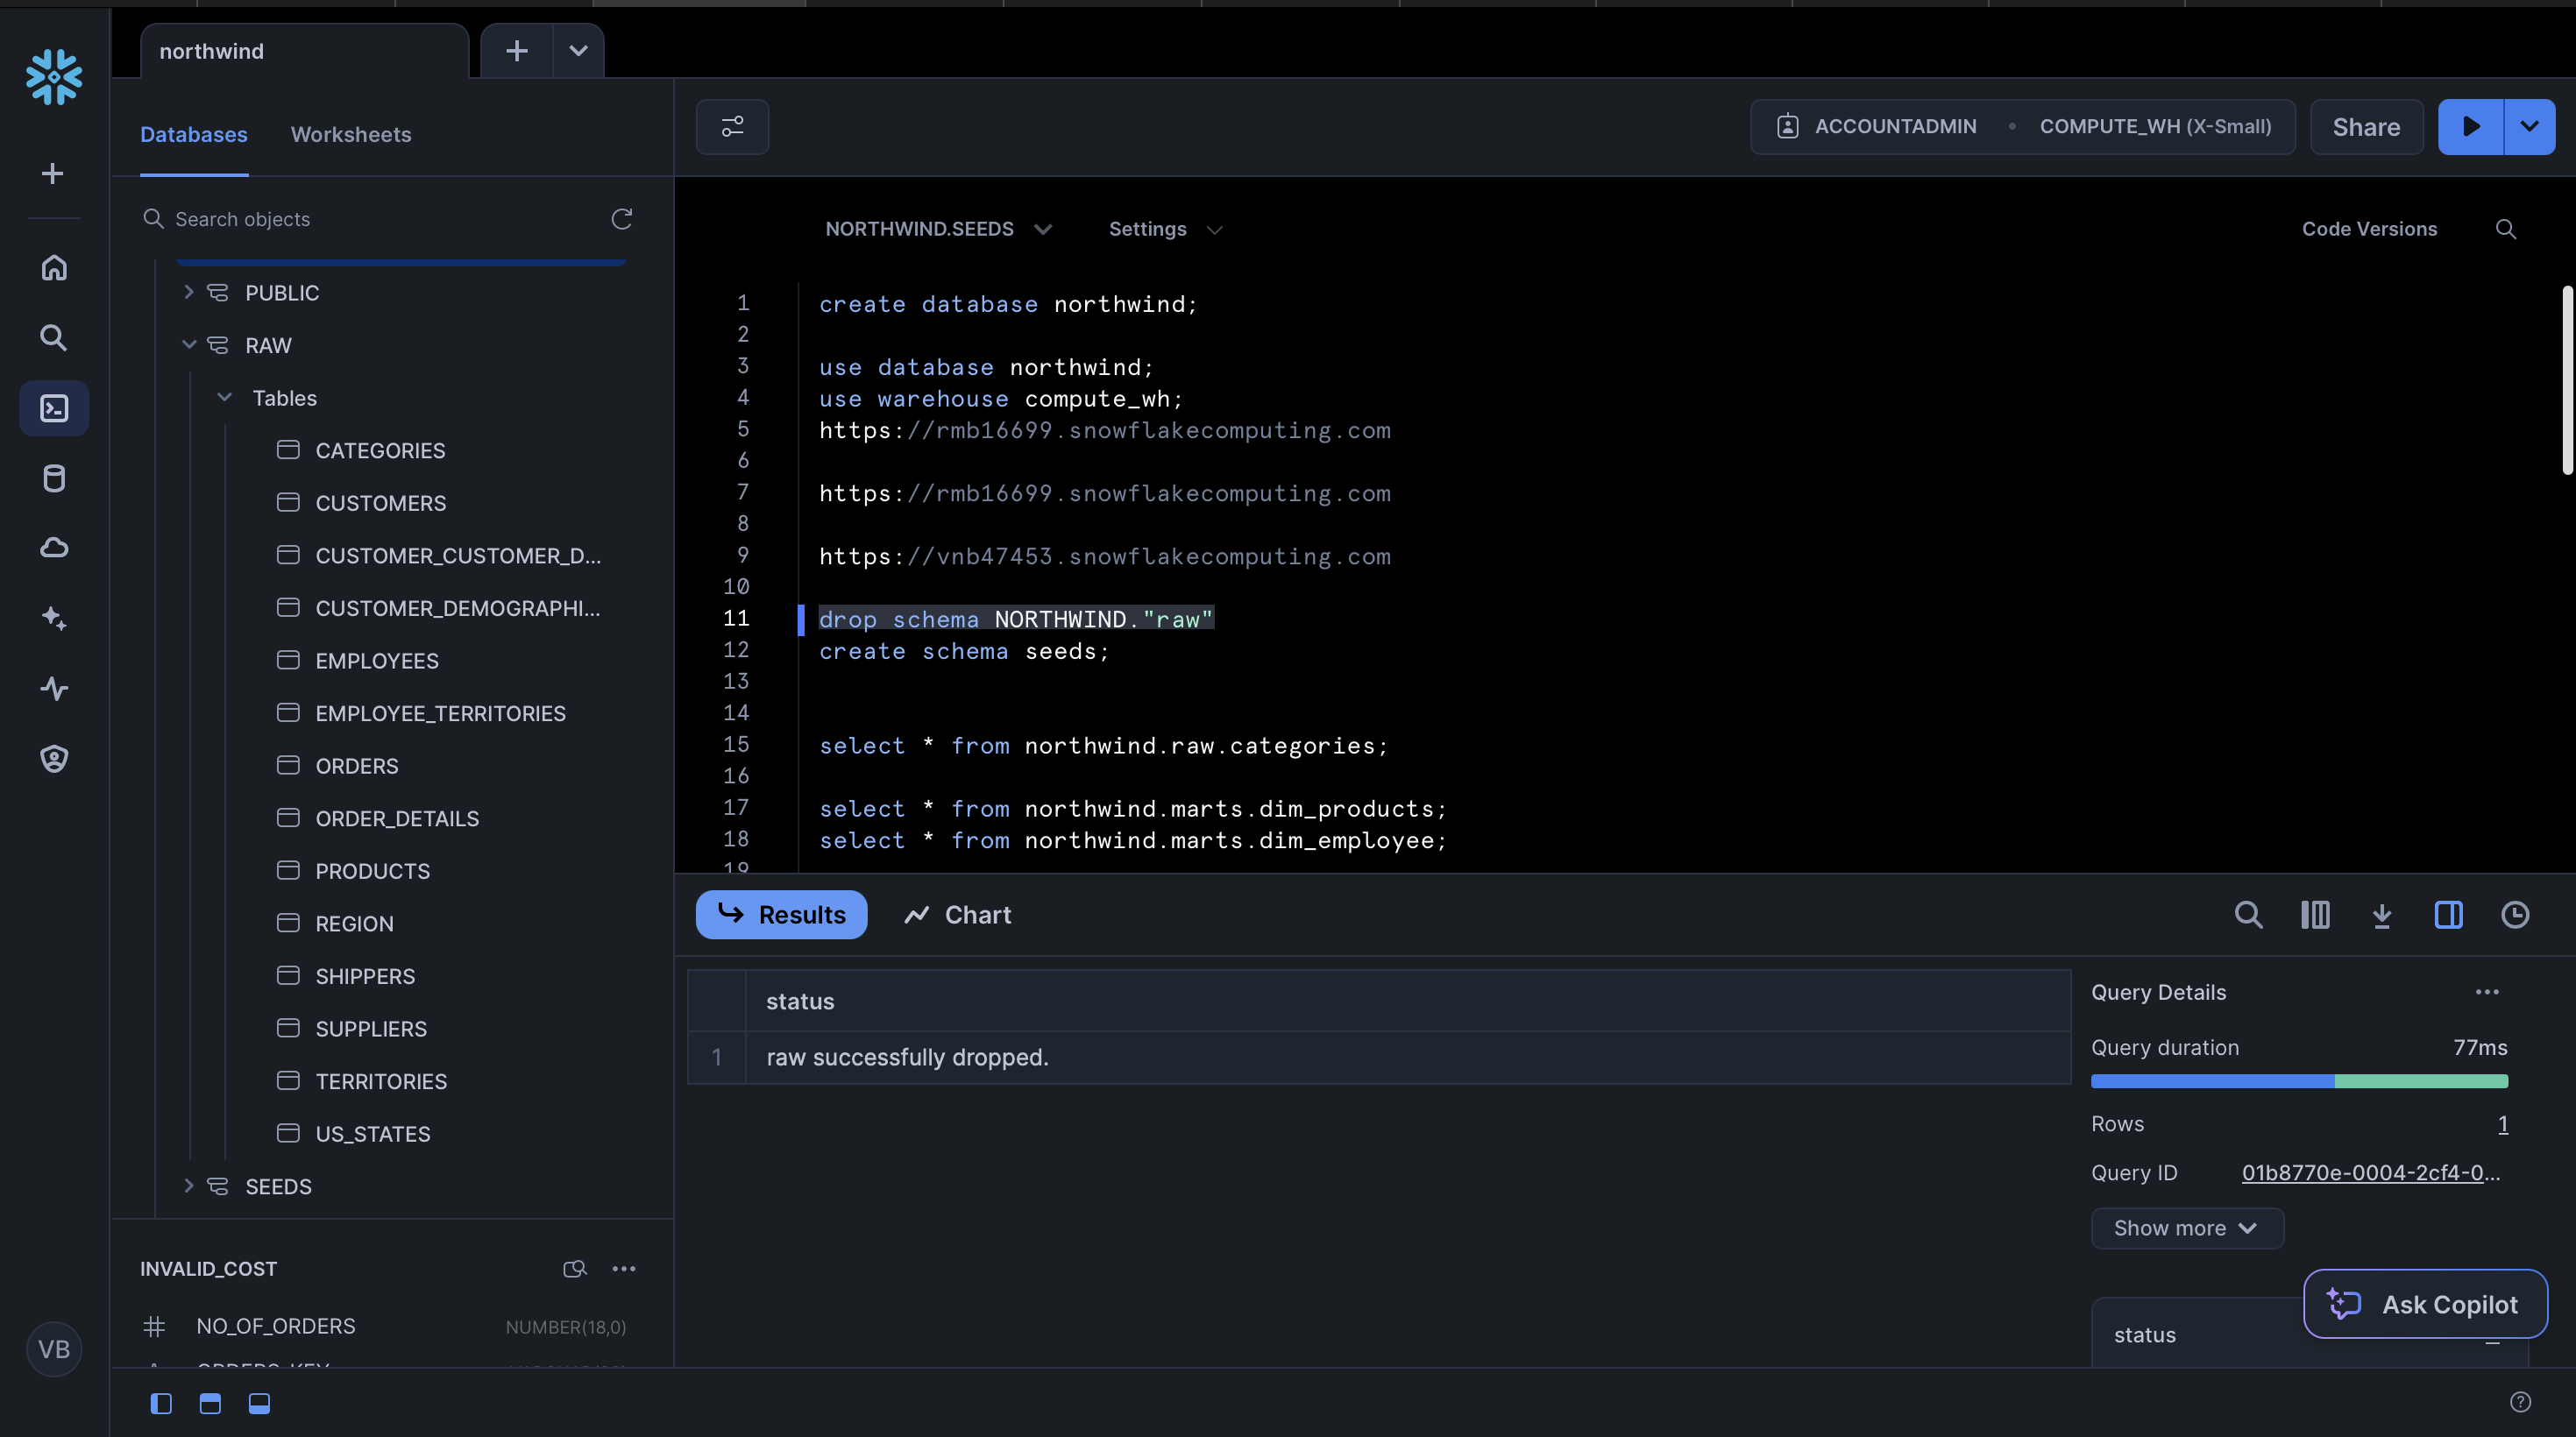 northwind
Databases
Worksheets
ACCOUNTADMIN
COMPUTE_WH (X-Small)
Share
Search objects
NORTHWIND.SEEDS
Settings
Code Versions
PUBLIC
RAW
Tables
CATEGORIES
CUSTOMERS
CUSTOMER_CUSTOMER_D...
CUSTOMER_DEMOGRAPHI...
EMPLOYEES
EMPLOYEE_TERRITORIES
ORDERS
ORDER_DETAILS
PRODUCTS
REGION
SHIPPERS
SUPPLIERS
TERRITORIES
US_STATES
SEEDS
INVALID_COST
NO_OF_ORDERS NUMBER(18,0)
VB
1 create database northwind;
2
3 use database northwind;
4 use warehouse compute_wh;
5 https://rmb16699.snowflakecomputing.com
6
7 https://rmb16699.snowflakecomputing.com
8
9 https://vnb47453.snowflakecomputing.com
10
11 drop schema NORTHWIND."raw"
12 create schema seeds;
13
14
15 select * from northwind.raw.categories;
16
17 select * from northwind.marts.dim_products;
18 select * from northwind.marts.dim_employee;
19
Results
Chart
status
1 raw successfully dropped.
Query Details
Query duration 77ms
Rows 1
Query ID 01b8770e-0004-2cf4-0...
Show more
Ask Copilot
status